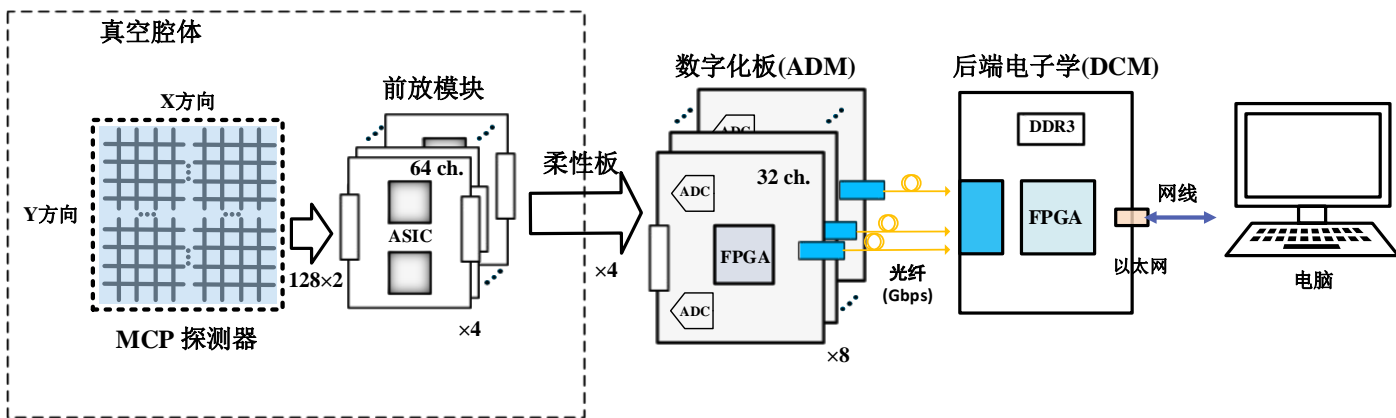 真空腔体
X方向
Y方向
MCP 探测器
128×2
前放模块
64 ch.
ASIC
×4
柔性板
×4
数字化板(ADM)
ADC
32 ch.
ADC
FPGA
ADC
×8
光纤
(Gbps)
后端电子学(DCM)
DDR3
FPGA
网线
以太网
电脑